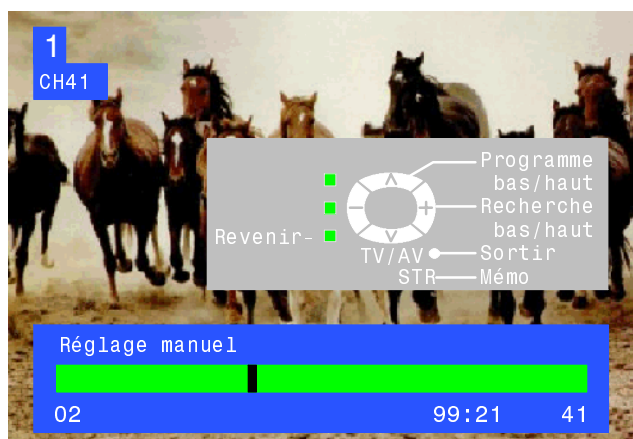 1
CH41
Programme
bas/haut
Recherche
Revenir-
bas/haut
TV/AV Sortir
STR Mémo
Réglage manuel
02 99:21 41